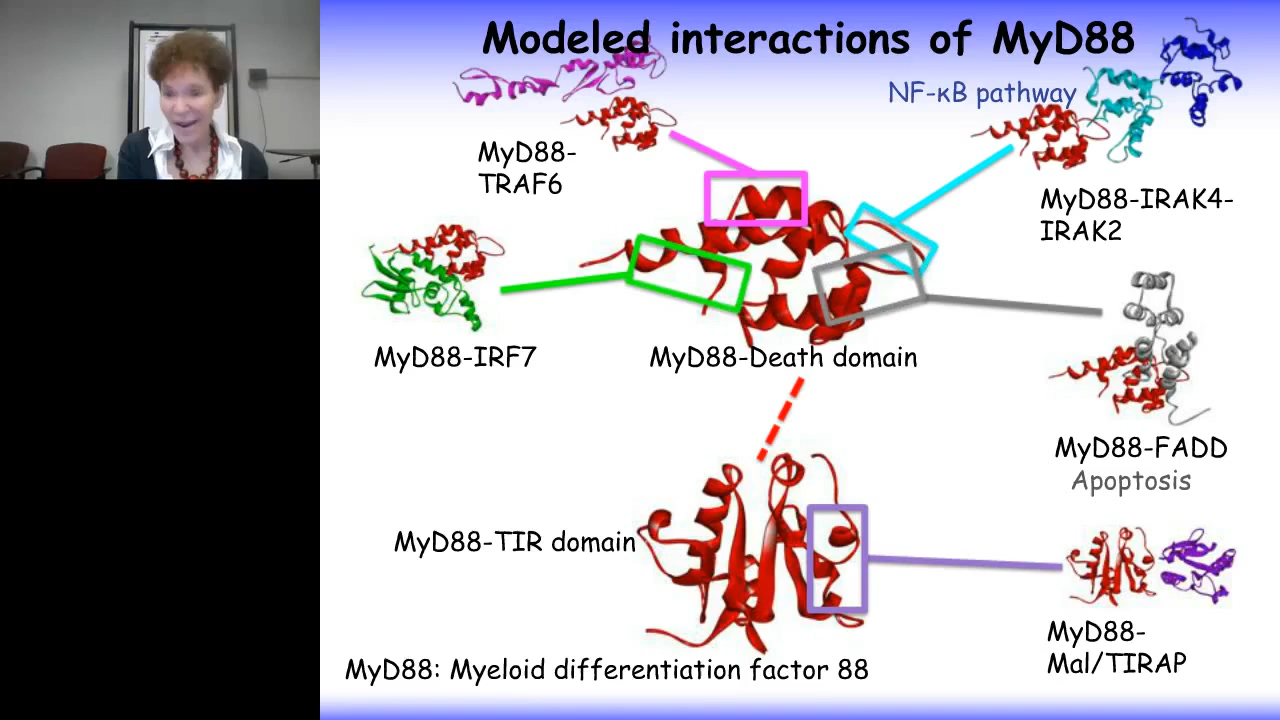 Modeled interactions of MyD88
NF-κB pathway
MyD88-
TRAF6
MyD88-IRAK4-
IRAK2
MyD88-IRF7
MyD88-Death domain
MyD88-FADD
Apoptosis
MyD88-TIR domain
MyD88-
Mal/TIRAP
MyD88: Myeloid differentiation factor 88